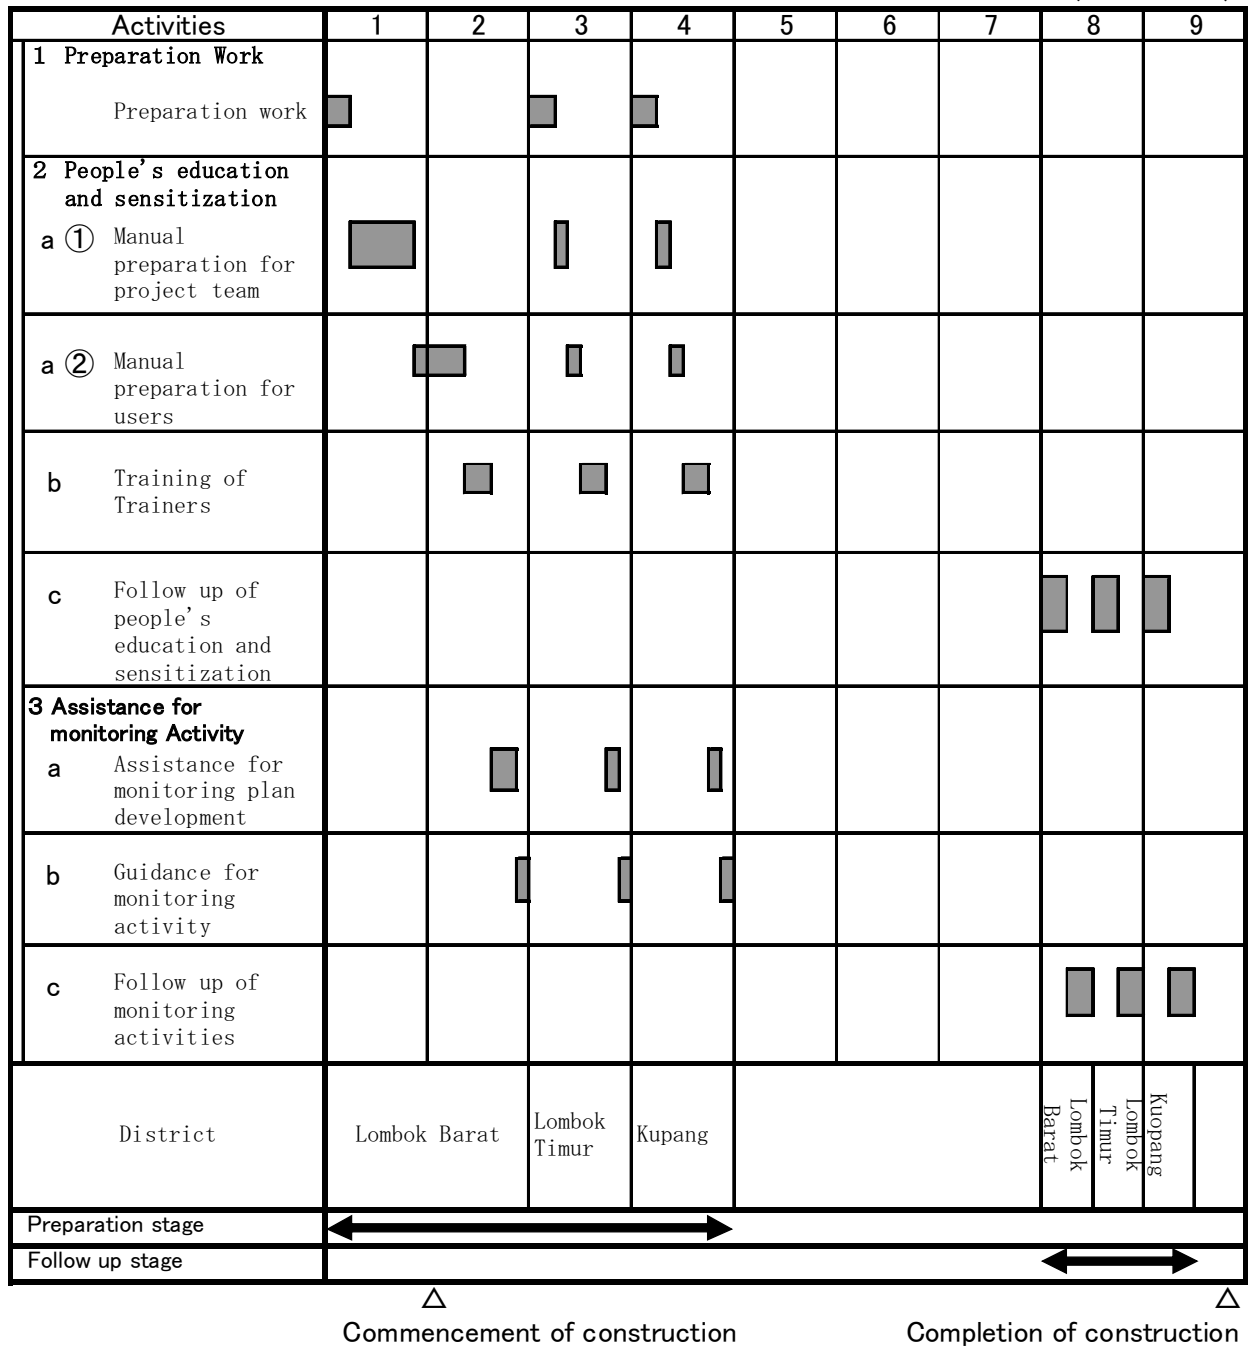 Activities 1 2 3 4 5 6 7 8 9
1 Preparation Work
Preparation work
2 People's education
and sensitization
a ① Manual
preparation for
project team
a ② Manual
preparation for
users
b Training of
Trainers
c Follow up of
people's
education and
sensitization
3 Assistance for
monitoring Activity
a Assistance for
monitoring plan
development
b Guidance for
monitoring
activity
c Follow up of
monitoring
activities
District
Lombok Barat
Lombok
Timur
Kupang
Lombok
Barat
Lombok
Timur
Kuopang
Preparation stage
Follow up stage
Commencement of construction
Completion of construction